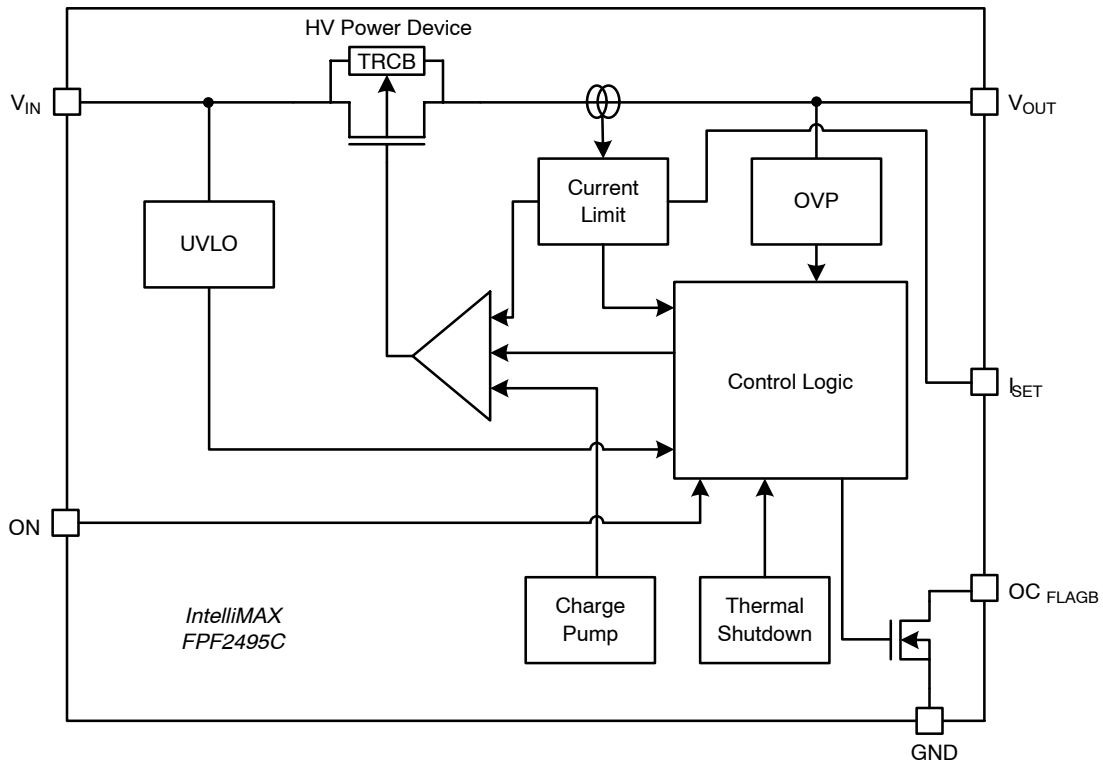 HV Power Device
TRCB
VIN
VOUT
Current
Limit
OVP
UVLO
Control Logic
ISET
ON
IntelliMAX
FPF2495C
Charge
Pump
Thermal
Shutdown
OC FLAGB
GND